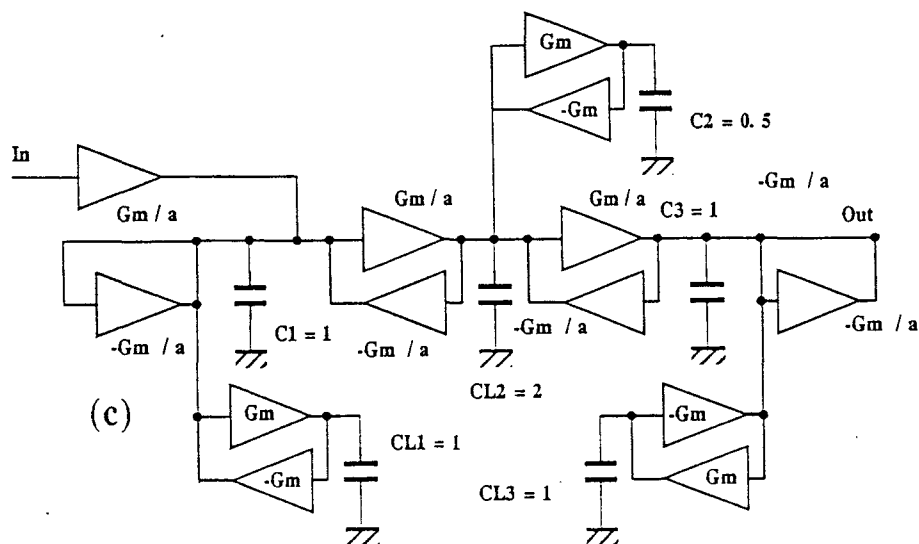 Gm
-Gm
C2 = 0. 5
In
-Gm / a
Gm / a
Gm / a
Gm / a
C3 = 1
Out
C1 = 1
-Gm / a
-Gm / a
-Gm / a
-Gm / a
CL2 = 2
(c)
Gm
-Gm
CL1 = 1
-Gm
Gm
CL3 = 1